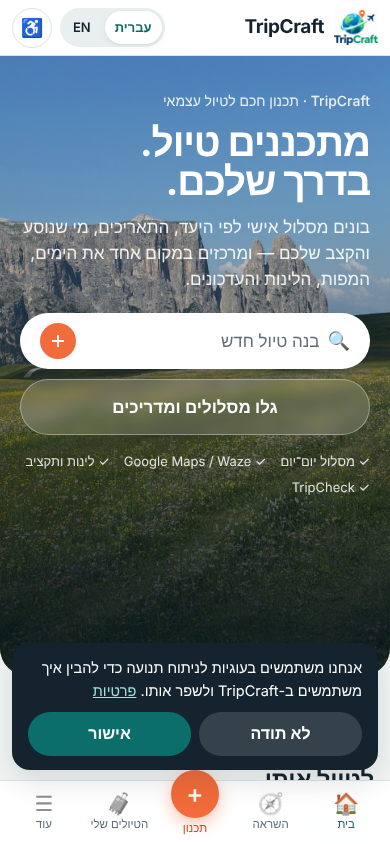 TripCraft
TripCraft
עברית
EN
TripCraft · תכנון חכם לטיול עצמאי
מתכננים טיול.
בדרך שלכם.
בונים מסלול אישי לפי היעד, התאריכים, מי שנוסע
והקצב שלכם — ומרכזים במקום אחד את הימים,
המפות, הלינות והעדכונים.
בנה טיול חדש
גלו מסלולים ומדריכים
✓ מסלול יום־יום ✓ Google Maps / Waze ✓ לינות ותקציב
✓ TripCheck
אנחנו משתמשים בעוגיות לניתוח תנועה כדי להבין איך
משתמשים ב-TripCraft ולשפר אותו. פרטיות
לא תודה
אישור
לטייל אותו
בית
השראה
תכנון
הטיולים שלי
עוד